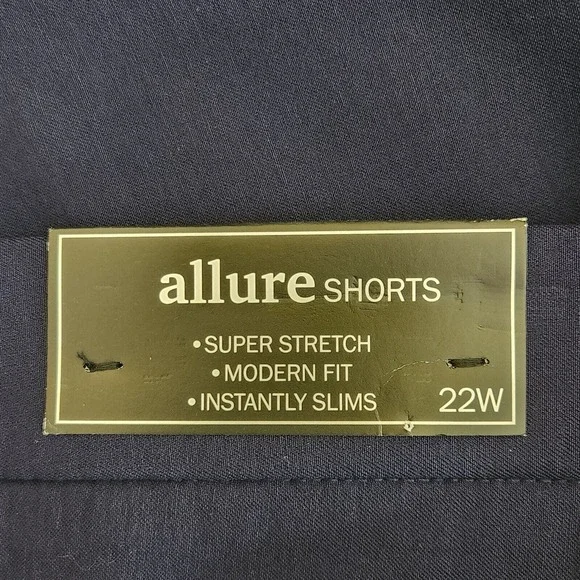 allure SHORTS
• SUPER STRETCH
• MODERN FIT
• INSTANTLY SLIMS
22W